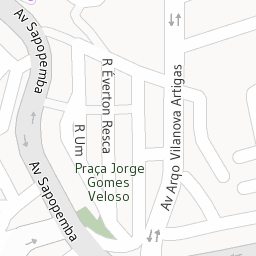 Av Sapopemba
R Éverton Resca
Av Arqo Vilanova Artigas
R Um
Av Sapopemba
Praça Jorge
Gomes
Veloso